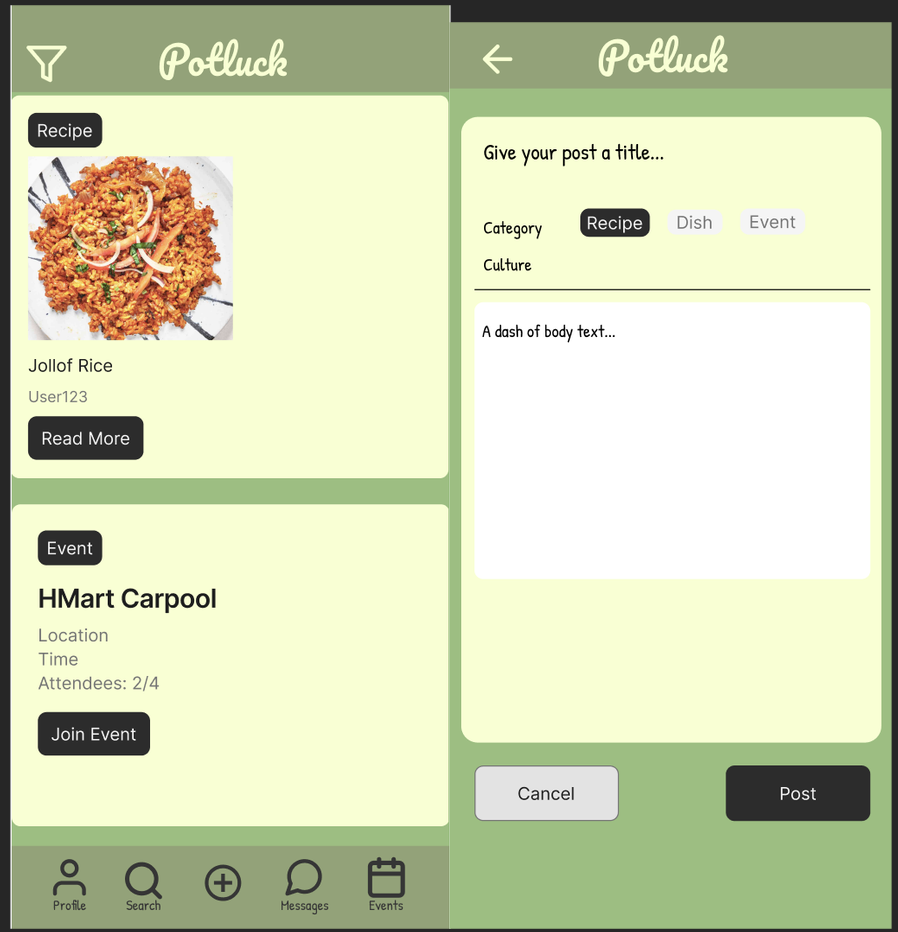 Potluck
Recipe
Jollof Rice
User123
Read More
Event
HMart Carpool
Location
Time
Attendees: 2/4
Join Event
Profile
Search
Messages
Events
Potluck
Give your post a title...
Category Recipe Dish Event
Culture
A dash of body text...
Cancel Post